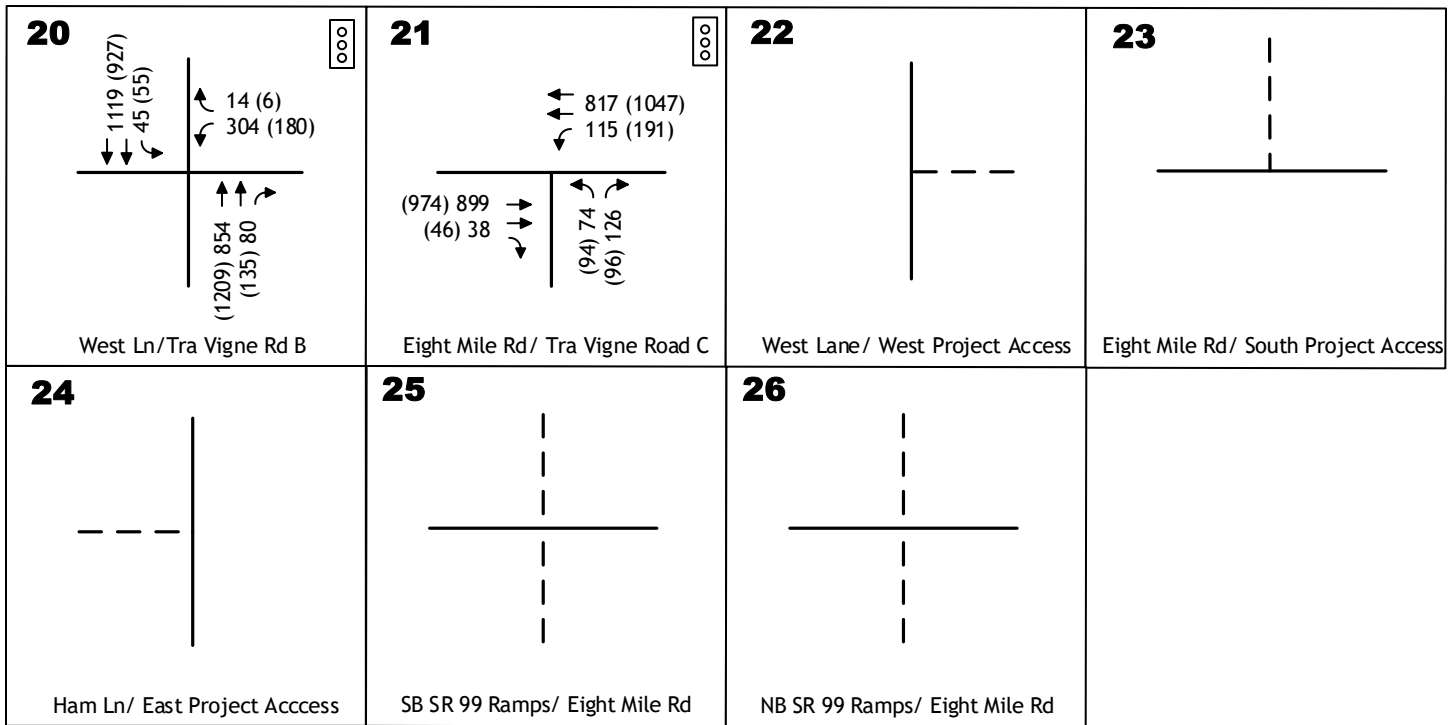 20
1119 (927)
45 (55)
14 (6)
304 (180)
(1209) 854
(135) 80
West Ln/Tra Vigne Rd B
21
817 (1047)
115 (191)
(974) 899
(46) 38
(94) 74
(96) 126
Eight Mile Rd/ Tra Vigne Road C
22
West Lane/ West Project Access
23
Eight Mile Rd/ South Project Access
24
Ham Ln/ East Project Acccess
25
SB SR 99 Ramps/ Eight Mile Rd
26
NB SR 99 Ramps/ Eight Mile Rd